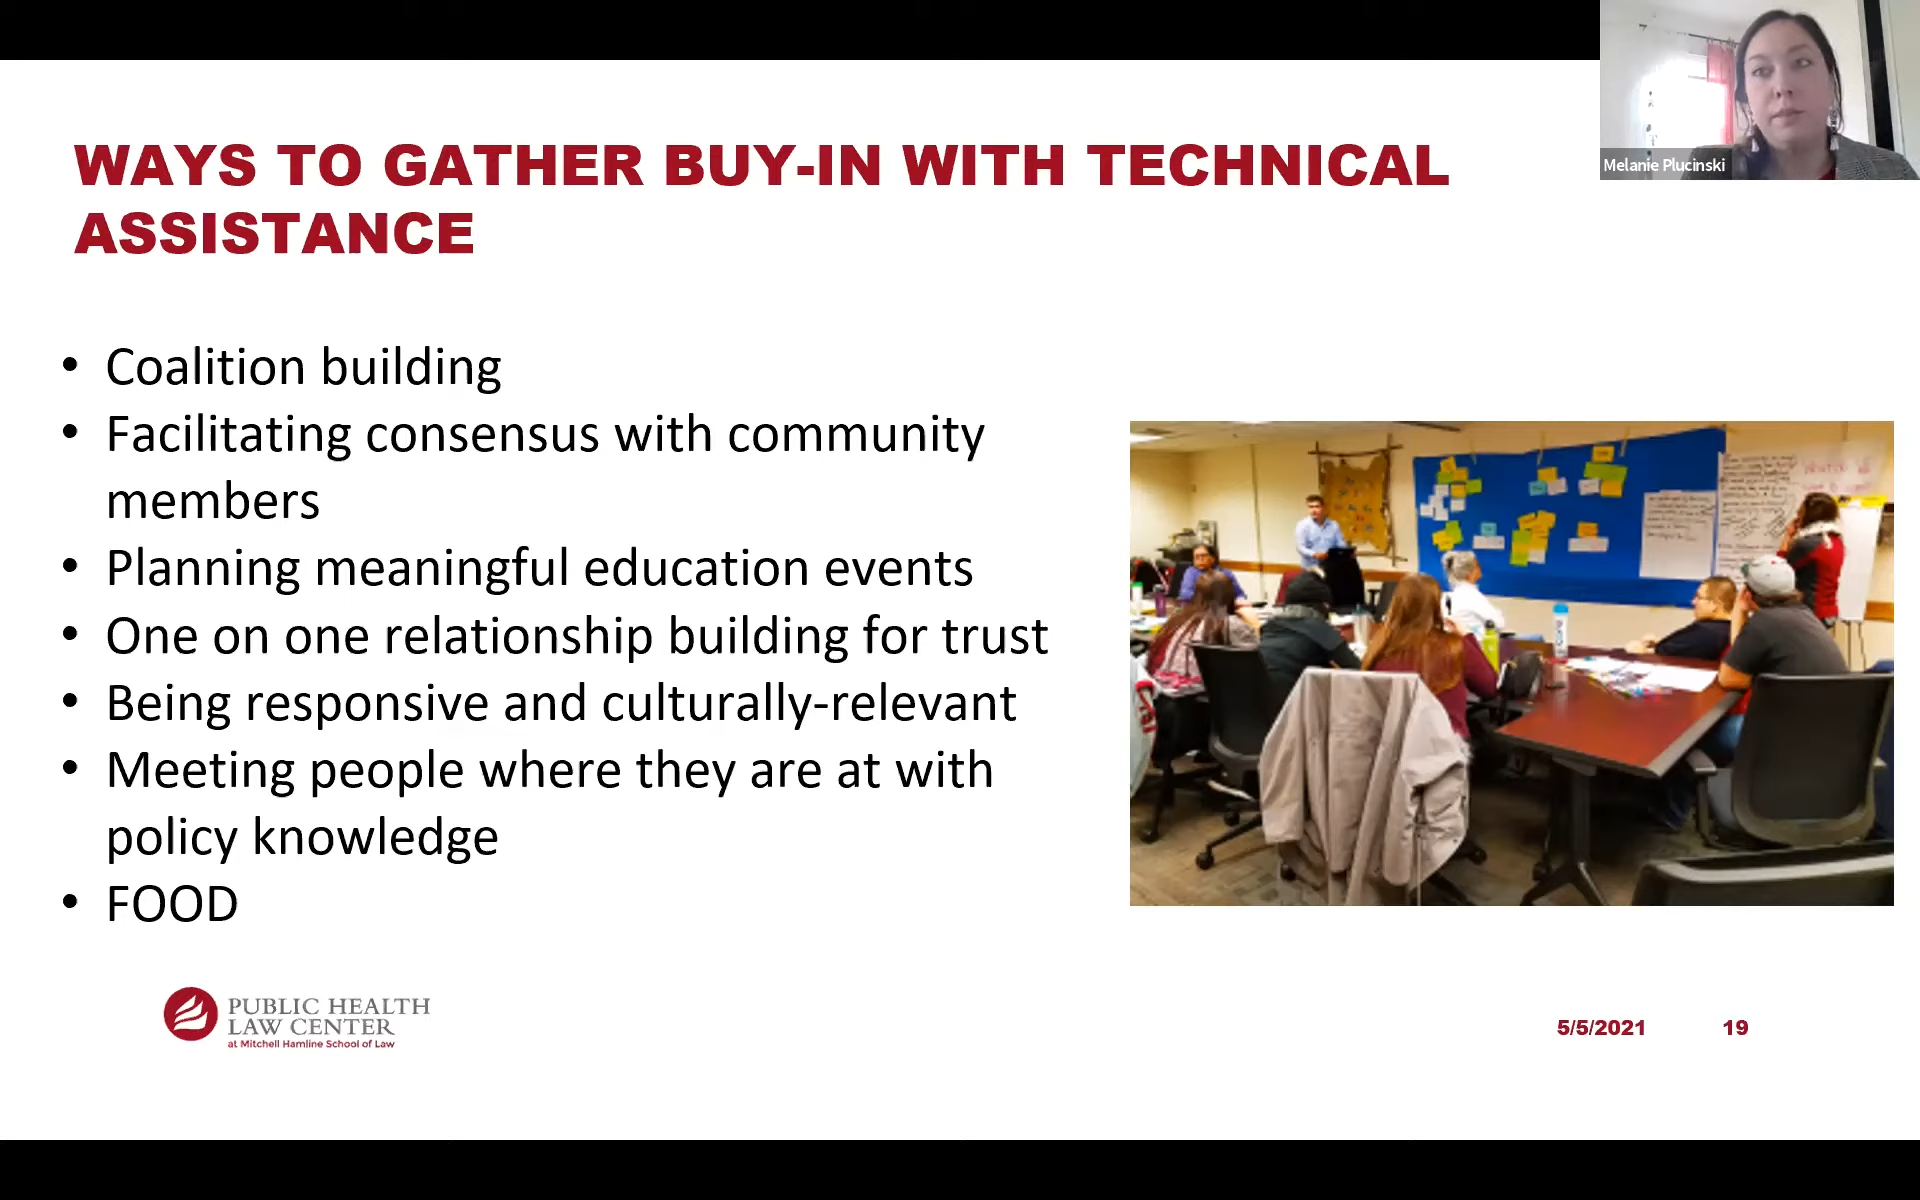 Melanie Plucinski
WAYS TO GATHER BUY-IN WITH TECHNICAL
ASSISTANCE
• Coalition building
• Facilitating consensus with community
members
• Planning meaningful education events
• One on one relationship building for trust
• Being responsive and culturally-relevant
• Meeting people where they are at with
policy knowledge
• FOOD
PUBLIC HEALTH
LAW CENTER
at Mitchell Hamline School of Law
5/5/2021 19